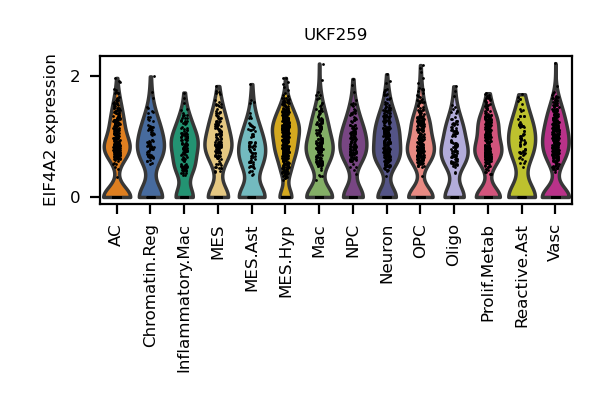 UKF259
EIF4A2 expression
2
0
AC
Chromatin.Reg
Inflammatory.Mac
MES
MES.Ast
MES.Hyp
Mac
NPC
Neuron
OPC
Oligo
Prolif.Metab
Reactive.Ast
Vasc